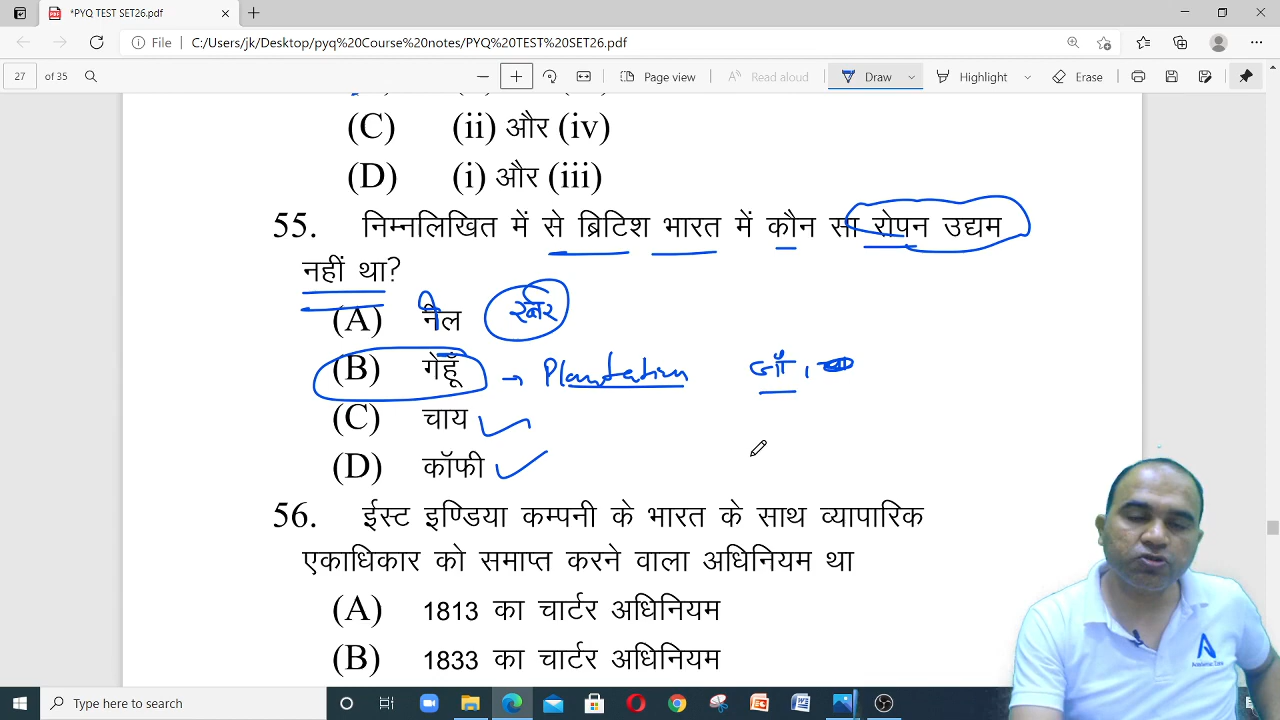 *PYQ TEST SET26.pdf
File C:/Users/jk/Desktop/pyq%20Course%20notes/PYQ%20TEST%20SET26.pdf
27 of 35 Page view Read aloud Draw Highlight Erase
(C) (ii) और (iv)
(D) (i) और (iii)
55. निम्नलिखित में से ब्रिटिश भारत में कौन सा रोपन उद्यम
नहीं था?
(A) नील रबर
(B) गेहूँ → Plantation जौ,
(C) चाय
(D) कॉफी
56. ईस्ट इण्डिया कम्पनी के भारत के साथ व्यापारिक
एकाधिकार को समाप्त करने वाला अधिनियम था
(A) 1813 का चार्टर अधिनियम
(B) 1833 का चार्टर अधिनियम
Type here to search